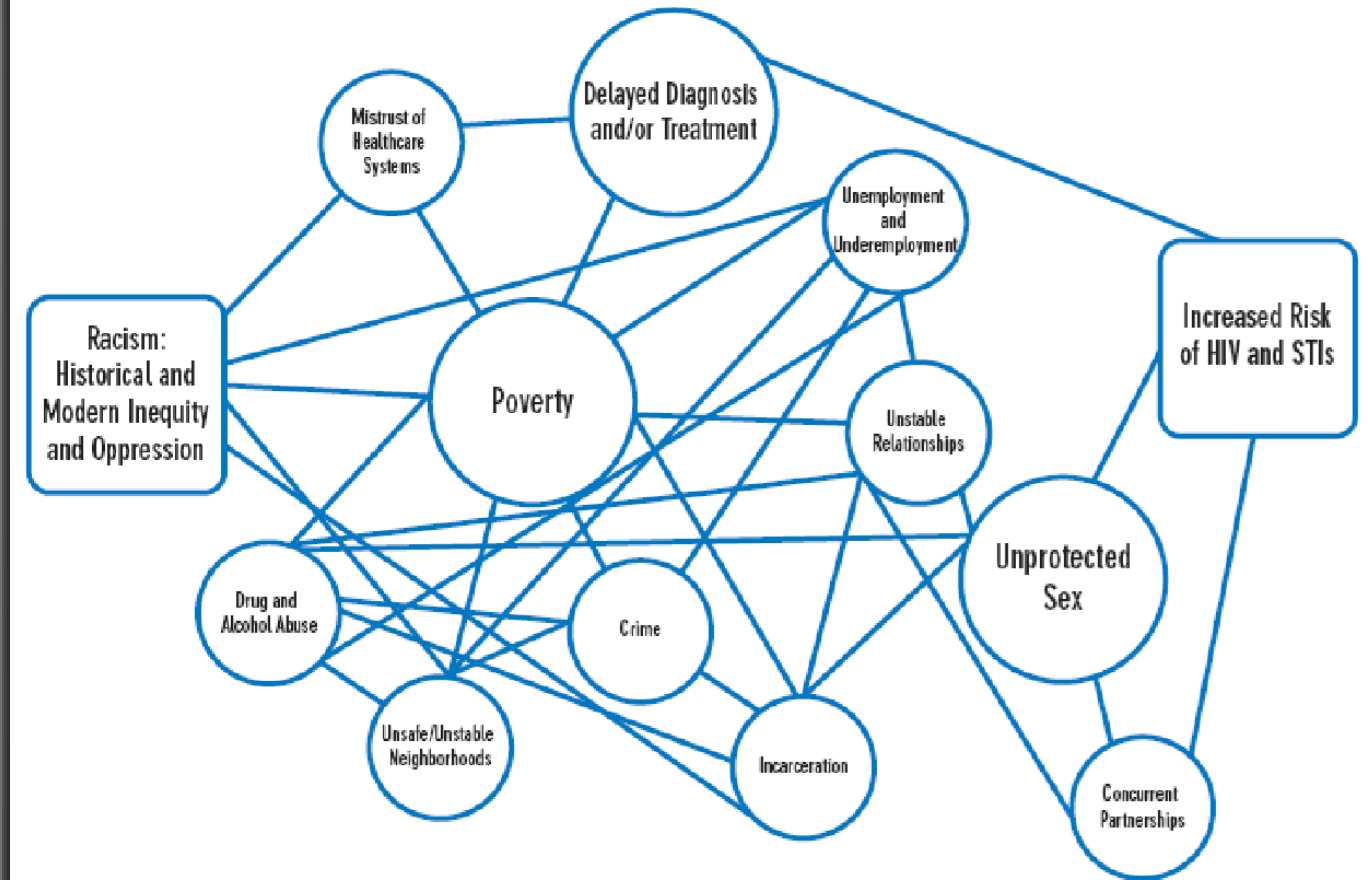 Delayed Diagnosis
and/or Treatment
Mistrust of
Healthcare
Systems
Unemployment
and
Underemployment
Racism:
Historical and
Modern Inequity
and Oppression
Increased Risk
of HIV and STIs
Poverty
Unstable
Relationships
Unprotected
Sex
Drug and
Alcohol Abuse
Crime
Unsafe/Unstable
Neighborhoods
Incarceration
Concurrent
Partnerships